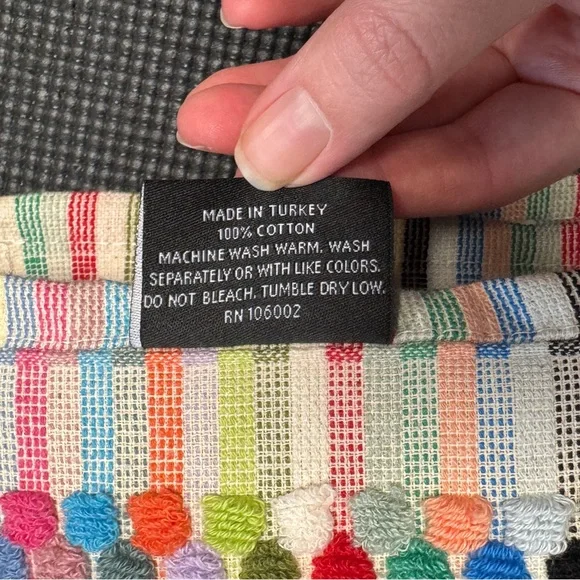 MADE IN TURKEY
100% COTTON
MACHINE WASH WARM. WASH
SEPARATELY OR WITH LIKE COLORS.
DO NOT BLEACH. TUMBLE DRY LOW.
RN 106002